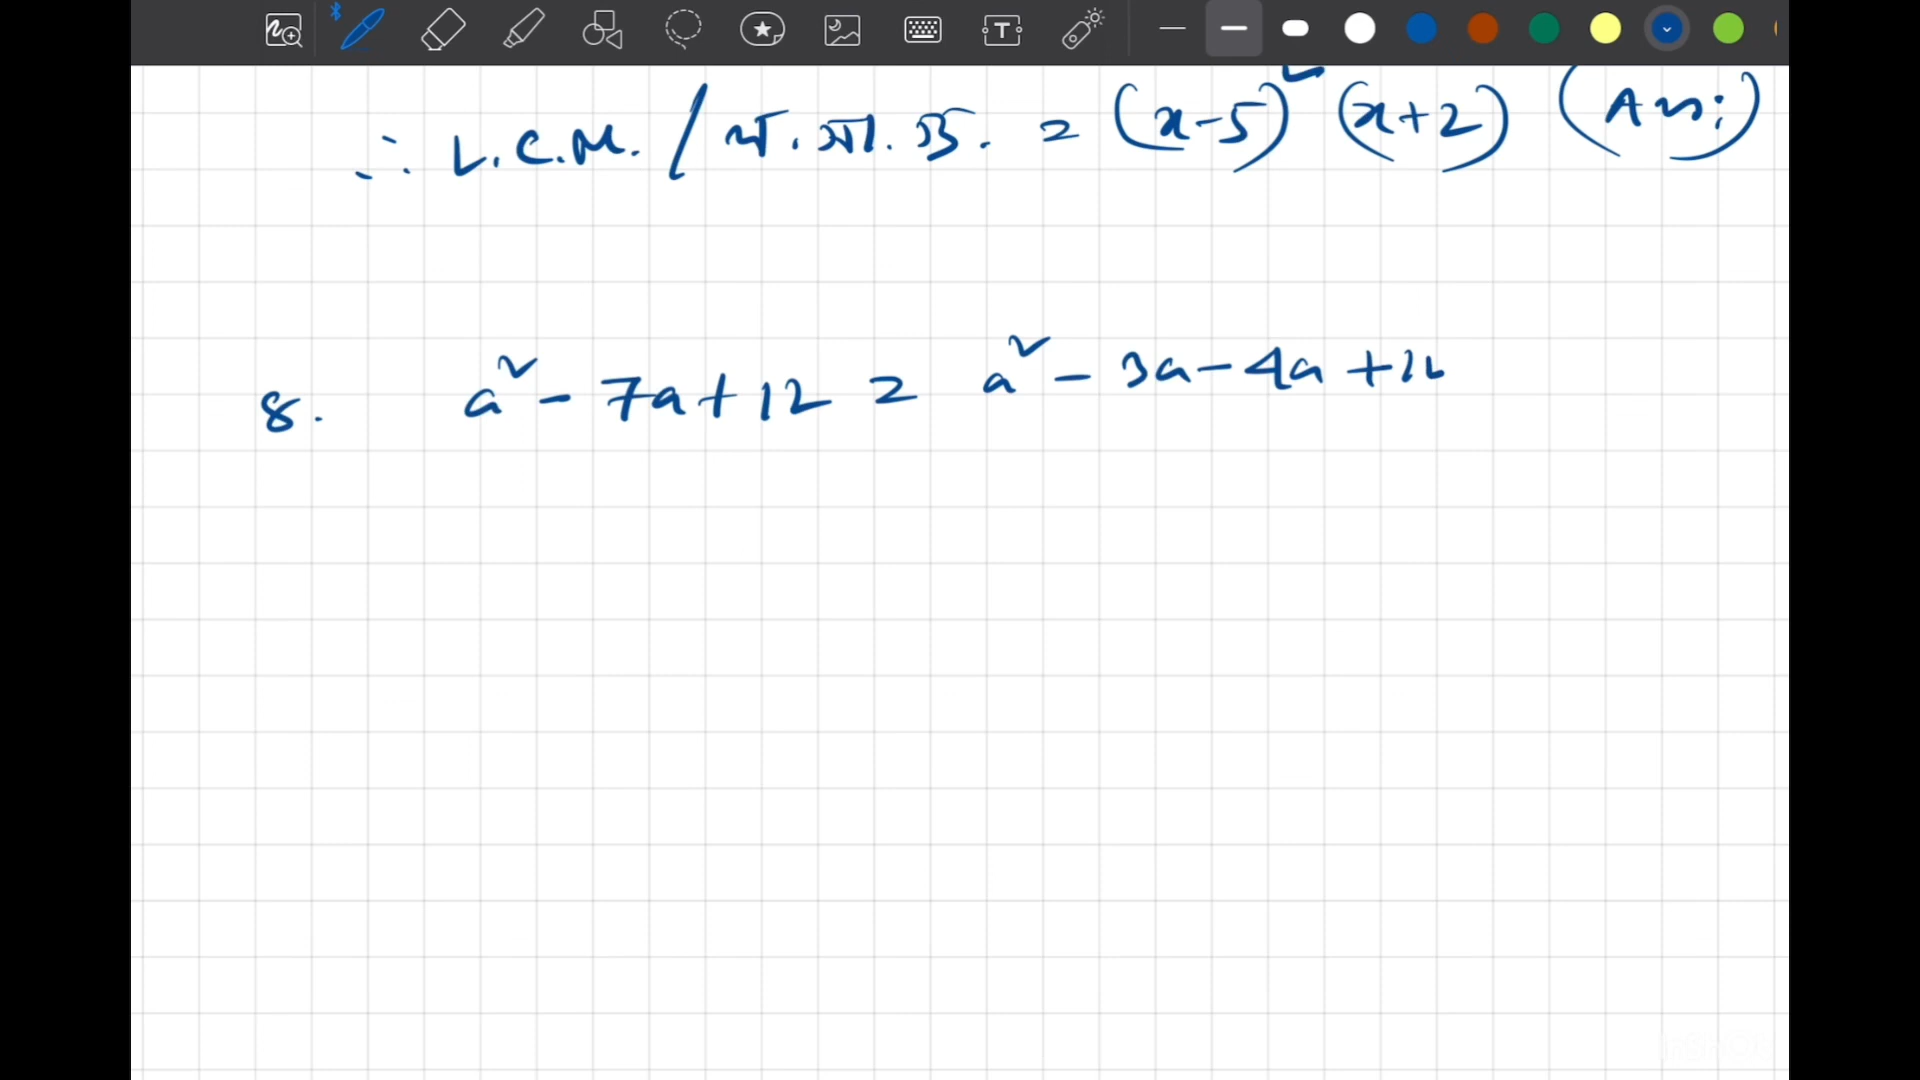 ∴ L.C.M. / ল.সা.গু. = (x-5)² (x+2) (Ans:)
8. a² - 7a + 12 = a² - 3a - 4a + 12